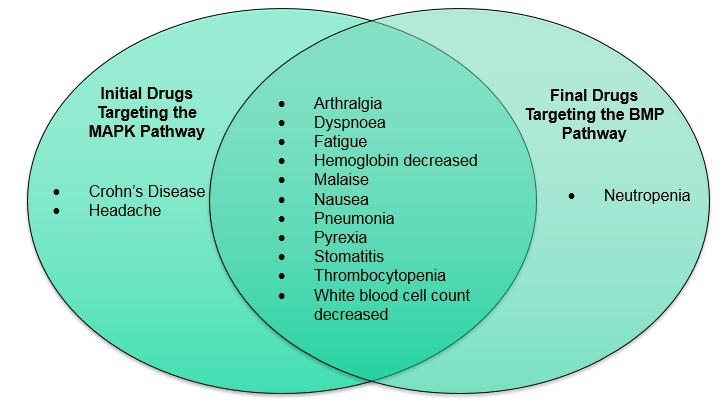 Initial Drugs
Targeting the
MAPK Pathway
• Crohn's Disease
• Headache
• Arthralgia
• Dyspnoea
• Fatigue
• Hemoglobin decreased
• Malaise
• Nausea
• Pneumonia
• Pyrexia
• Stomatitis
• Thrombocytopenia
• White blood cell count
decreased
Final Drugs
Targeting the BMP
Pathway
• Neutropenia